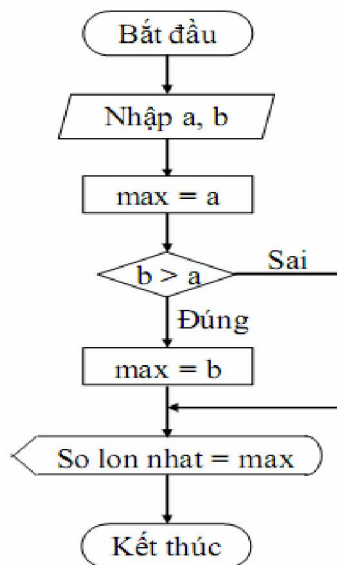 Bắt đầu
Nhập a, b
max = a
b > a
Sai
Đúng
max = b
So lon nhat = max
Kết thúc